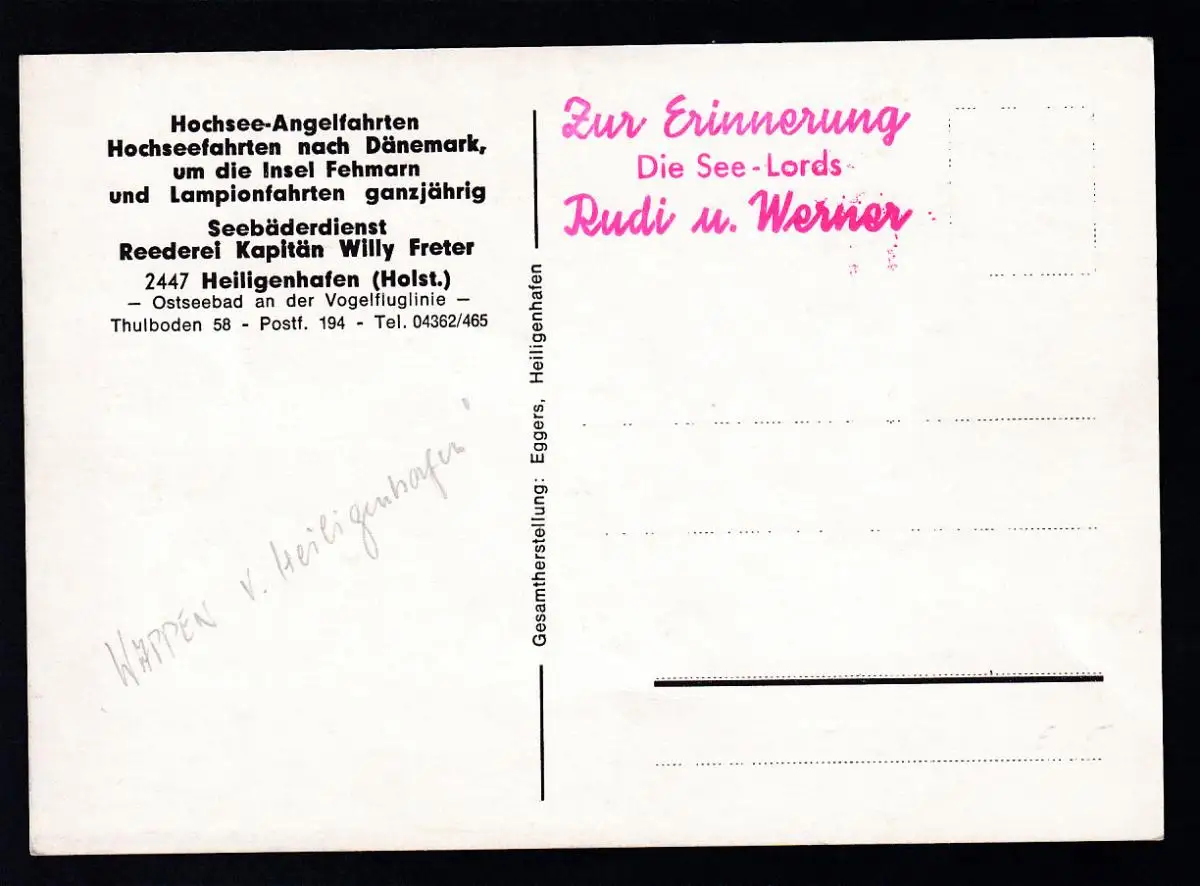 Hochsee-Angelfahrten
Hochseefahrten nach Dänemark,
um die Insel Fehmarn
und Lampionfahrten ganzjährig
Seebäderdienst
Reederei Kapitän Willy Freter
2447 Heiligenhafen (Holst.)
— Ostseebad an der Vogelfluglinie —
Thulboden 58 - Postf. 194 - Tel. 04362/465
WAPPEN v. Heiligenhafen"
Gesamtherstellung: Eggers, Heiligenhafen
Zur Erinnerung
Die See-Lords
Rudi u. Werner